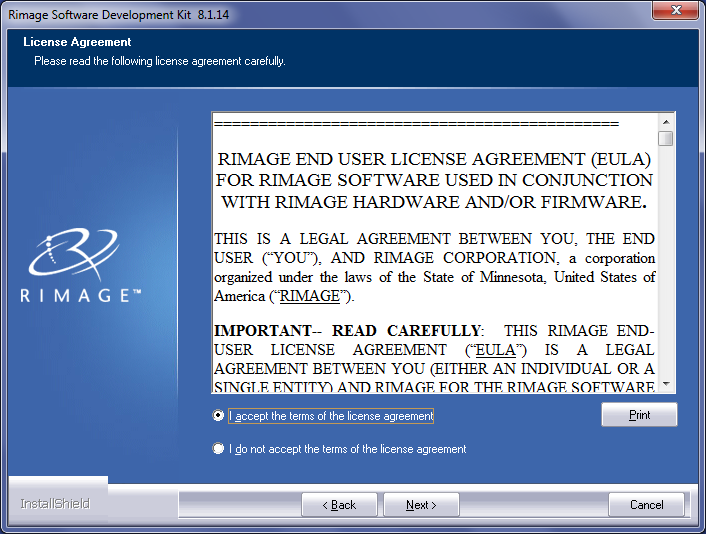 Rimage Software Development Kit 8.1.14
License Agreement
Please read the following license agreement carefully.
=============================================
RIMAGE END USER LICENSE AGREEMENT (EULA)
FOR RIMAGE SOFTWARE USED IN CONJUNCTION
WITH RIMAGE HARDWARE AND/OR FIRMWARE.
THIS IS A LEGAL AGREEMENT BETWEEN YOU, THE END
USER (“YOU”), AND RIMAGE CORPORATION, a corporation
organized under the laws of the State of Minnesota, United States of
America (“RIMAGE”).
IMPORTANT-- READ CAREFULLY: THIS RIMAGE END-
USER LICENSE AGREEMENT (“EULA”) IS A LEGAL
AGREEMENT BETWEEN YOU (EITHER AN INDIVIDUAL OR A
SINGLE ENTITY) AND RIMAGE FOR THE RIMAGE SOFTWARE
RIMAGE™
I accept the terms of the license agreement
Print
I do not accept the terms of the license agreement
InstallShield
< Back
Next >
Cancel